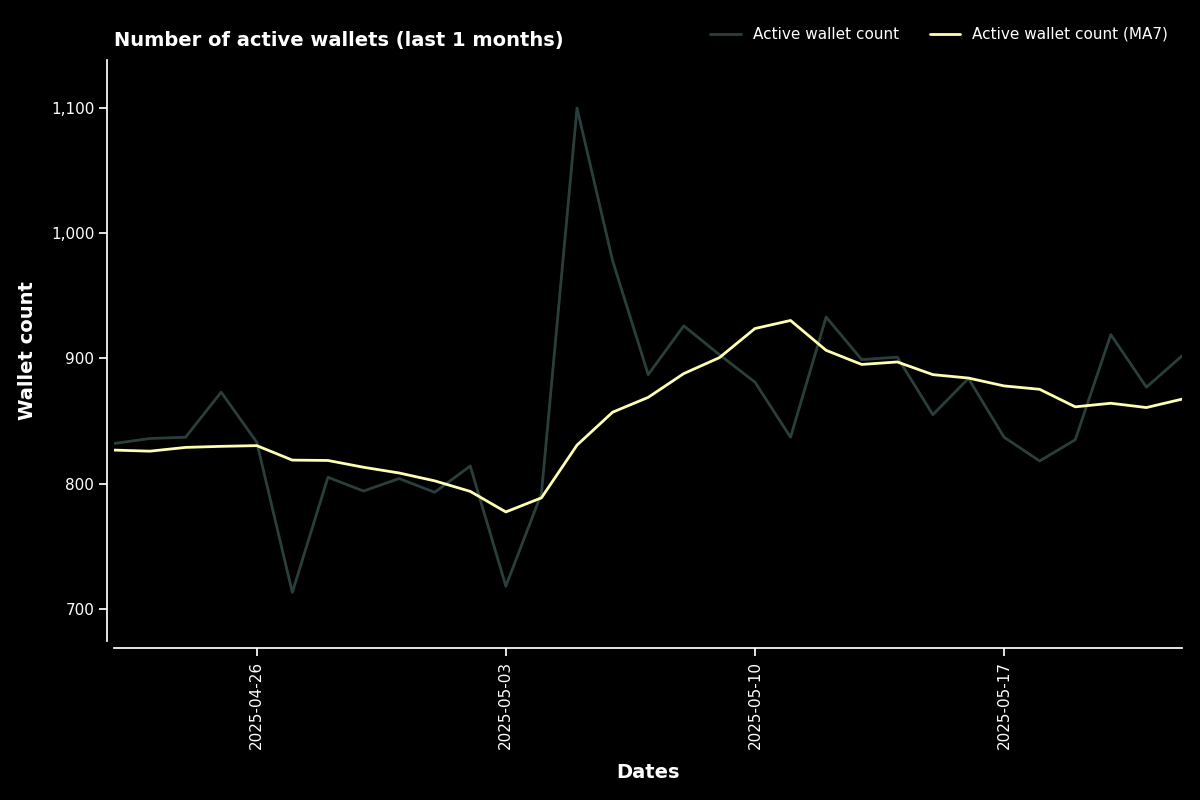 Number of active wallets (last 1 months)
Active wallet count
Active wallet count (MA7)
Wallet count
1,100
1,000
900
800
700
2025-04-26
2025-05-03
2025-05-10
2025-05-17
Dates